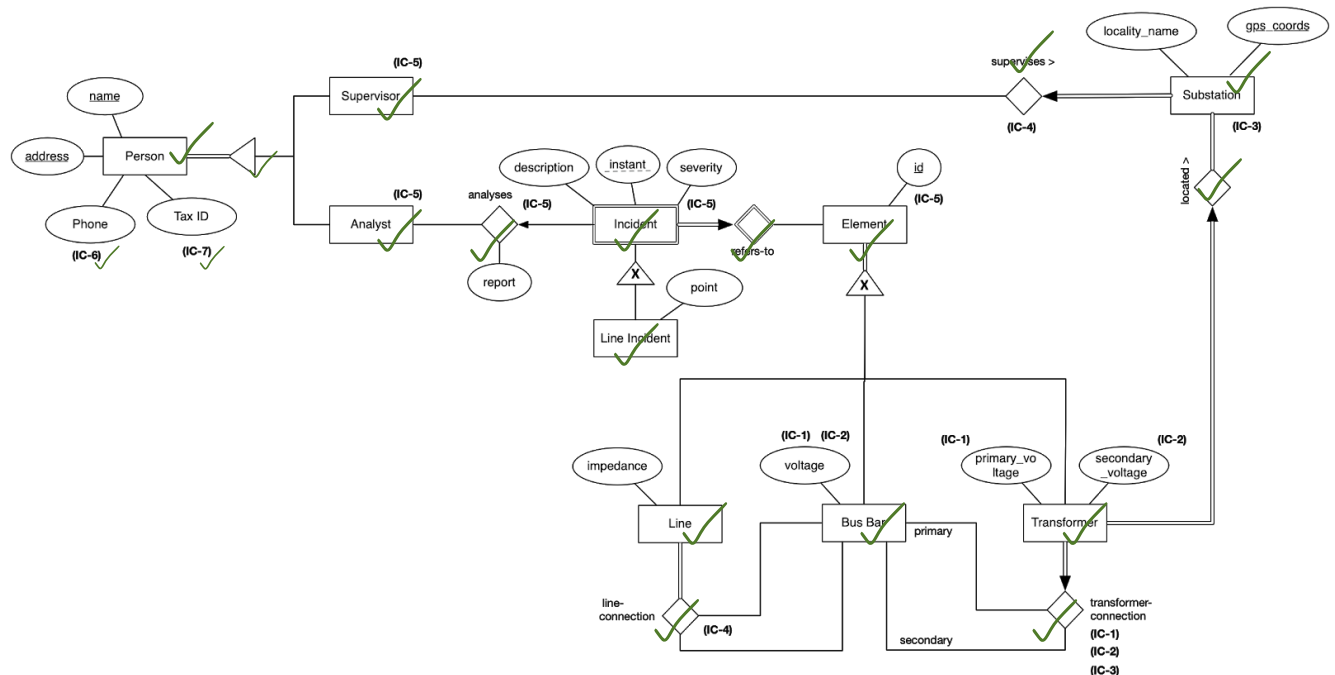 gps_coords
locality_name
supervises >
(IC-5)
Supervisor
Substation
(IC-4)
(IC-3)
name
address
Person
Phone
Tax ID
(IC-6)
(IC-7)
description
instant
severity
id
analyses
(IC-5)
(IC-5)
(IC-5)
(IC-5)
Analyst
Incident
Element
refers-to
located >
report
X
X
point
Line Incident
(IC-1)
(IC-2)
(IC-1)
(IC-2)
impedance
voltage
primary_vo
ltage
secondary
_voltage
Line
Bus Bar
Transformer
primary
line-
connection
(IC-4)
secondary
transformer-
connection
(IC-1)
(IC-2)
(IC-3)